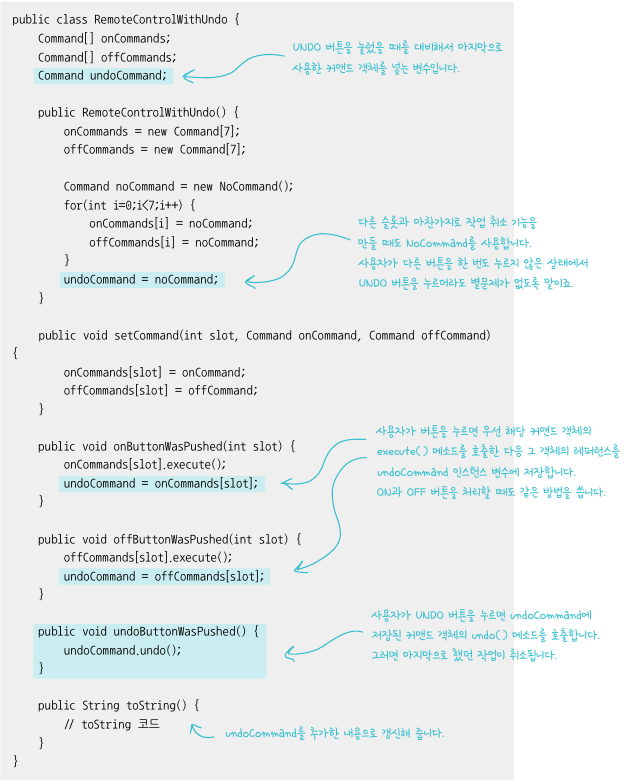 public class RemoteControlWithUndo {
Command[] onCommands;
Command[] offCommands;
Command undoCommand;
UNDO 버튼을 눌렀을 때를 대비해서 마지막으로
사용한 커맨드 객체를 넣는 변수입니다.
public RemoteControlWithUndo() {
onCommands = new Command[7];
offCommands = new Command[7];
Command noCommand = new NoCommand();
for(int i=0;i<7;i++) {
onCommands[i] = noCommand;
offCommands[i] = noCommand;
}
undoCommand = noCommand;
}
다른 슬롯과 마찬가지로 작업 취소 기능을
만들 때도 NoCommand를 사용합니다.
사용자가 다른 버튼을 한 번도 누르지 않은 상태에서
UNDO 버튼을 누르더라도 별문제가 없도록 말이죠.
public void setCommand(int slot, Command onCommand, Command offCommand)
{
onCommands[slot] = onCommand;
offCommands[slot] = offCommand;
}
public void onButtonWasPushed(int slot) {
onCommands[slot].execute();
undoCommand = onCommands[slot];
}
사용자가 버튼을 누르면 우선 해당 커맨드 객체의
execute( ) 메소드를 호출한 다음 그 객체의 레퍼런스를
undoCommand 인스턴스 변수에 저장합니다.
ON과 OFF 버튼을 처리할 때도 같은 방법을 씁니다.
public void offButtonWasPushed(int slot) {
offCommands[slot].execute();
undoCommand = offCommands[slot];
}
public void undoButtonWasPushed() {
undoCommand.undo();
}
사용자가 UNDO 버튼을 누르면 undoCommand에
저장된 커맨드 객체의 undo( ) 메소드를 호출합니다.
그러면 마지막으로 했던 작업이 취소됩니다.
public String toString() {
// toString 코드
}
}
undoCommand를 추가한 내용으로 갱신해 줍니다.